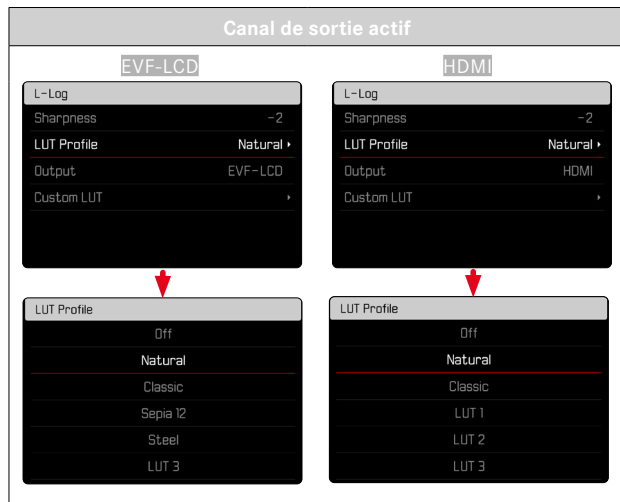 Canal de sortie actif
EVF-LCD
L-Log
Sharpness -2
LUT Profile Natural
Output EVF-LCD
Custom LUT
LUT Profile
Off
Natural
Classic
Sepia 12
Steel
LUT 3
HDMI
L-Log
Sharpness -2
LUT Profile Natural
Output HDMI
Custom LUT
LUT Profile
Off
Natural
Classic
LUT 1
LUT 2
LUT 3